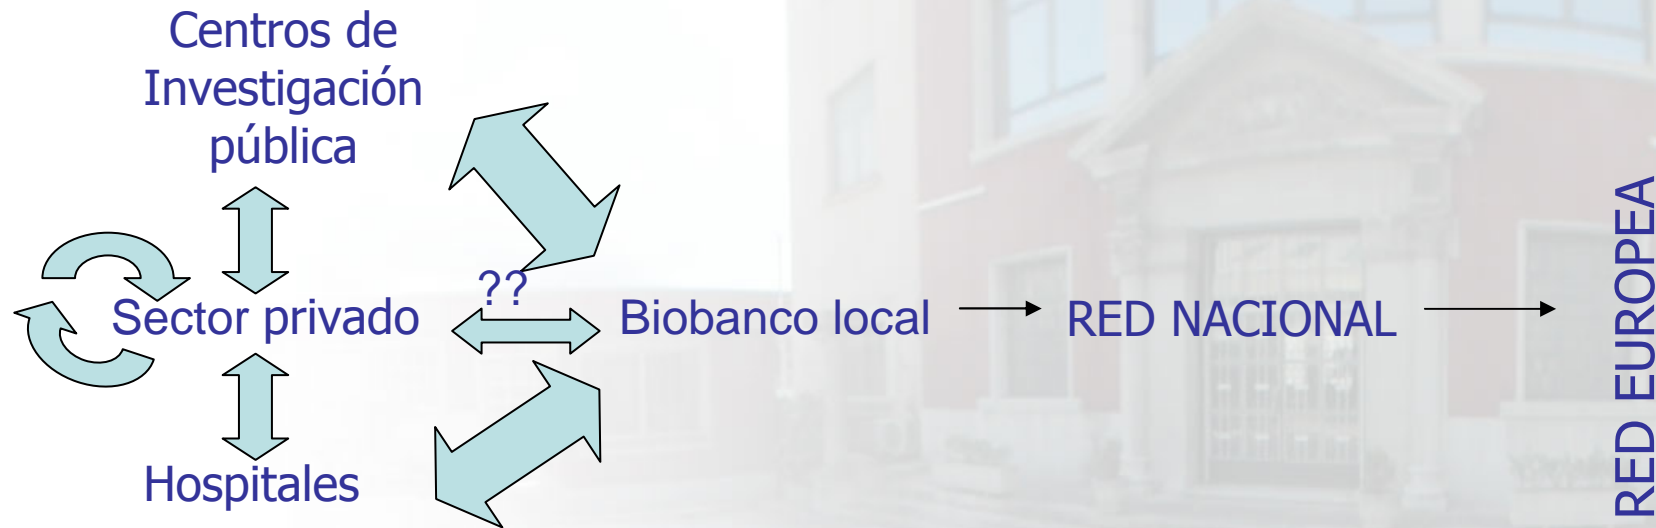 Centros de
Investigación
pública
??
Sector privado
Biobanco local
RED NACIONAL
RED EUROPEA
Hospitales